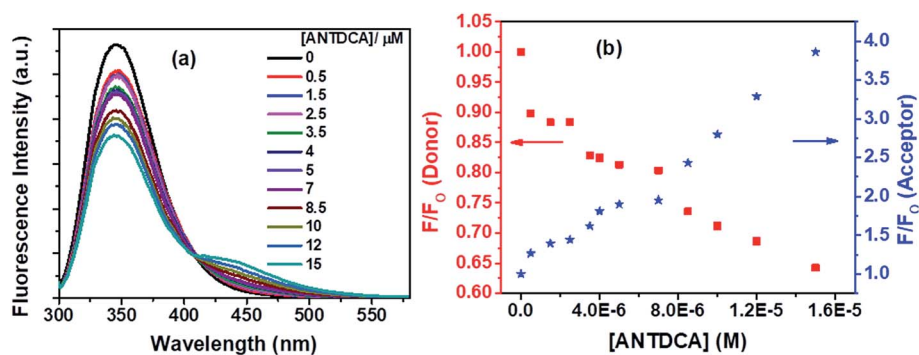 (a)
[ANTDCA]/ μM
0
0.5
1.5
2.5
3.5
4
5
7
8.5
10
12
15
Fluorescence Intensity (a.u.)
300 350 400 450 500 550
Wavelength (nm)
(b)
1.00
0.95
0.90
0.85
0.80
0.75
0.70
0.65
0.60
F/FO (Donor)
4.0
3.5
3.0
2.5
2.0
1.5
1.0
F/FO (Acceptor)
0.0 4.0E-6 8.0E-6 1.2E-5 1.6E-5
[ANTDCA] (M)